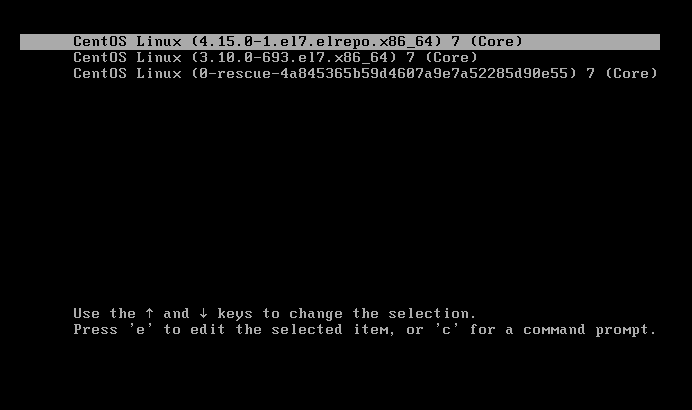 CentOS Linux (4.15.0-1.el7.elrepo.x86_64) 7 (Core)
CentOS Linux (3.10.0-693.el7.x86_64) 7 (Core)
CentOS Linux (0-rescue-4a845365b59d4607a9e7a52285d90e55) 7 (Core)
Use the ↑ and ↓ keys to change the selection.
Press 'e' to edit the selected item, or 'c' for a command prompt.